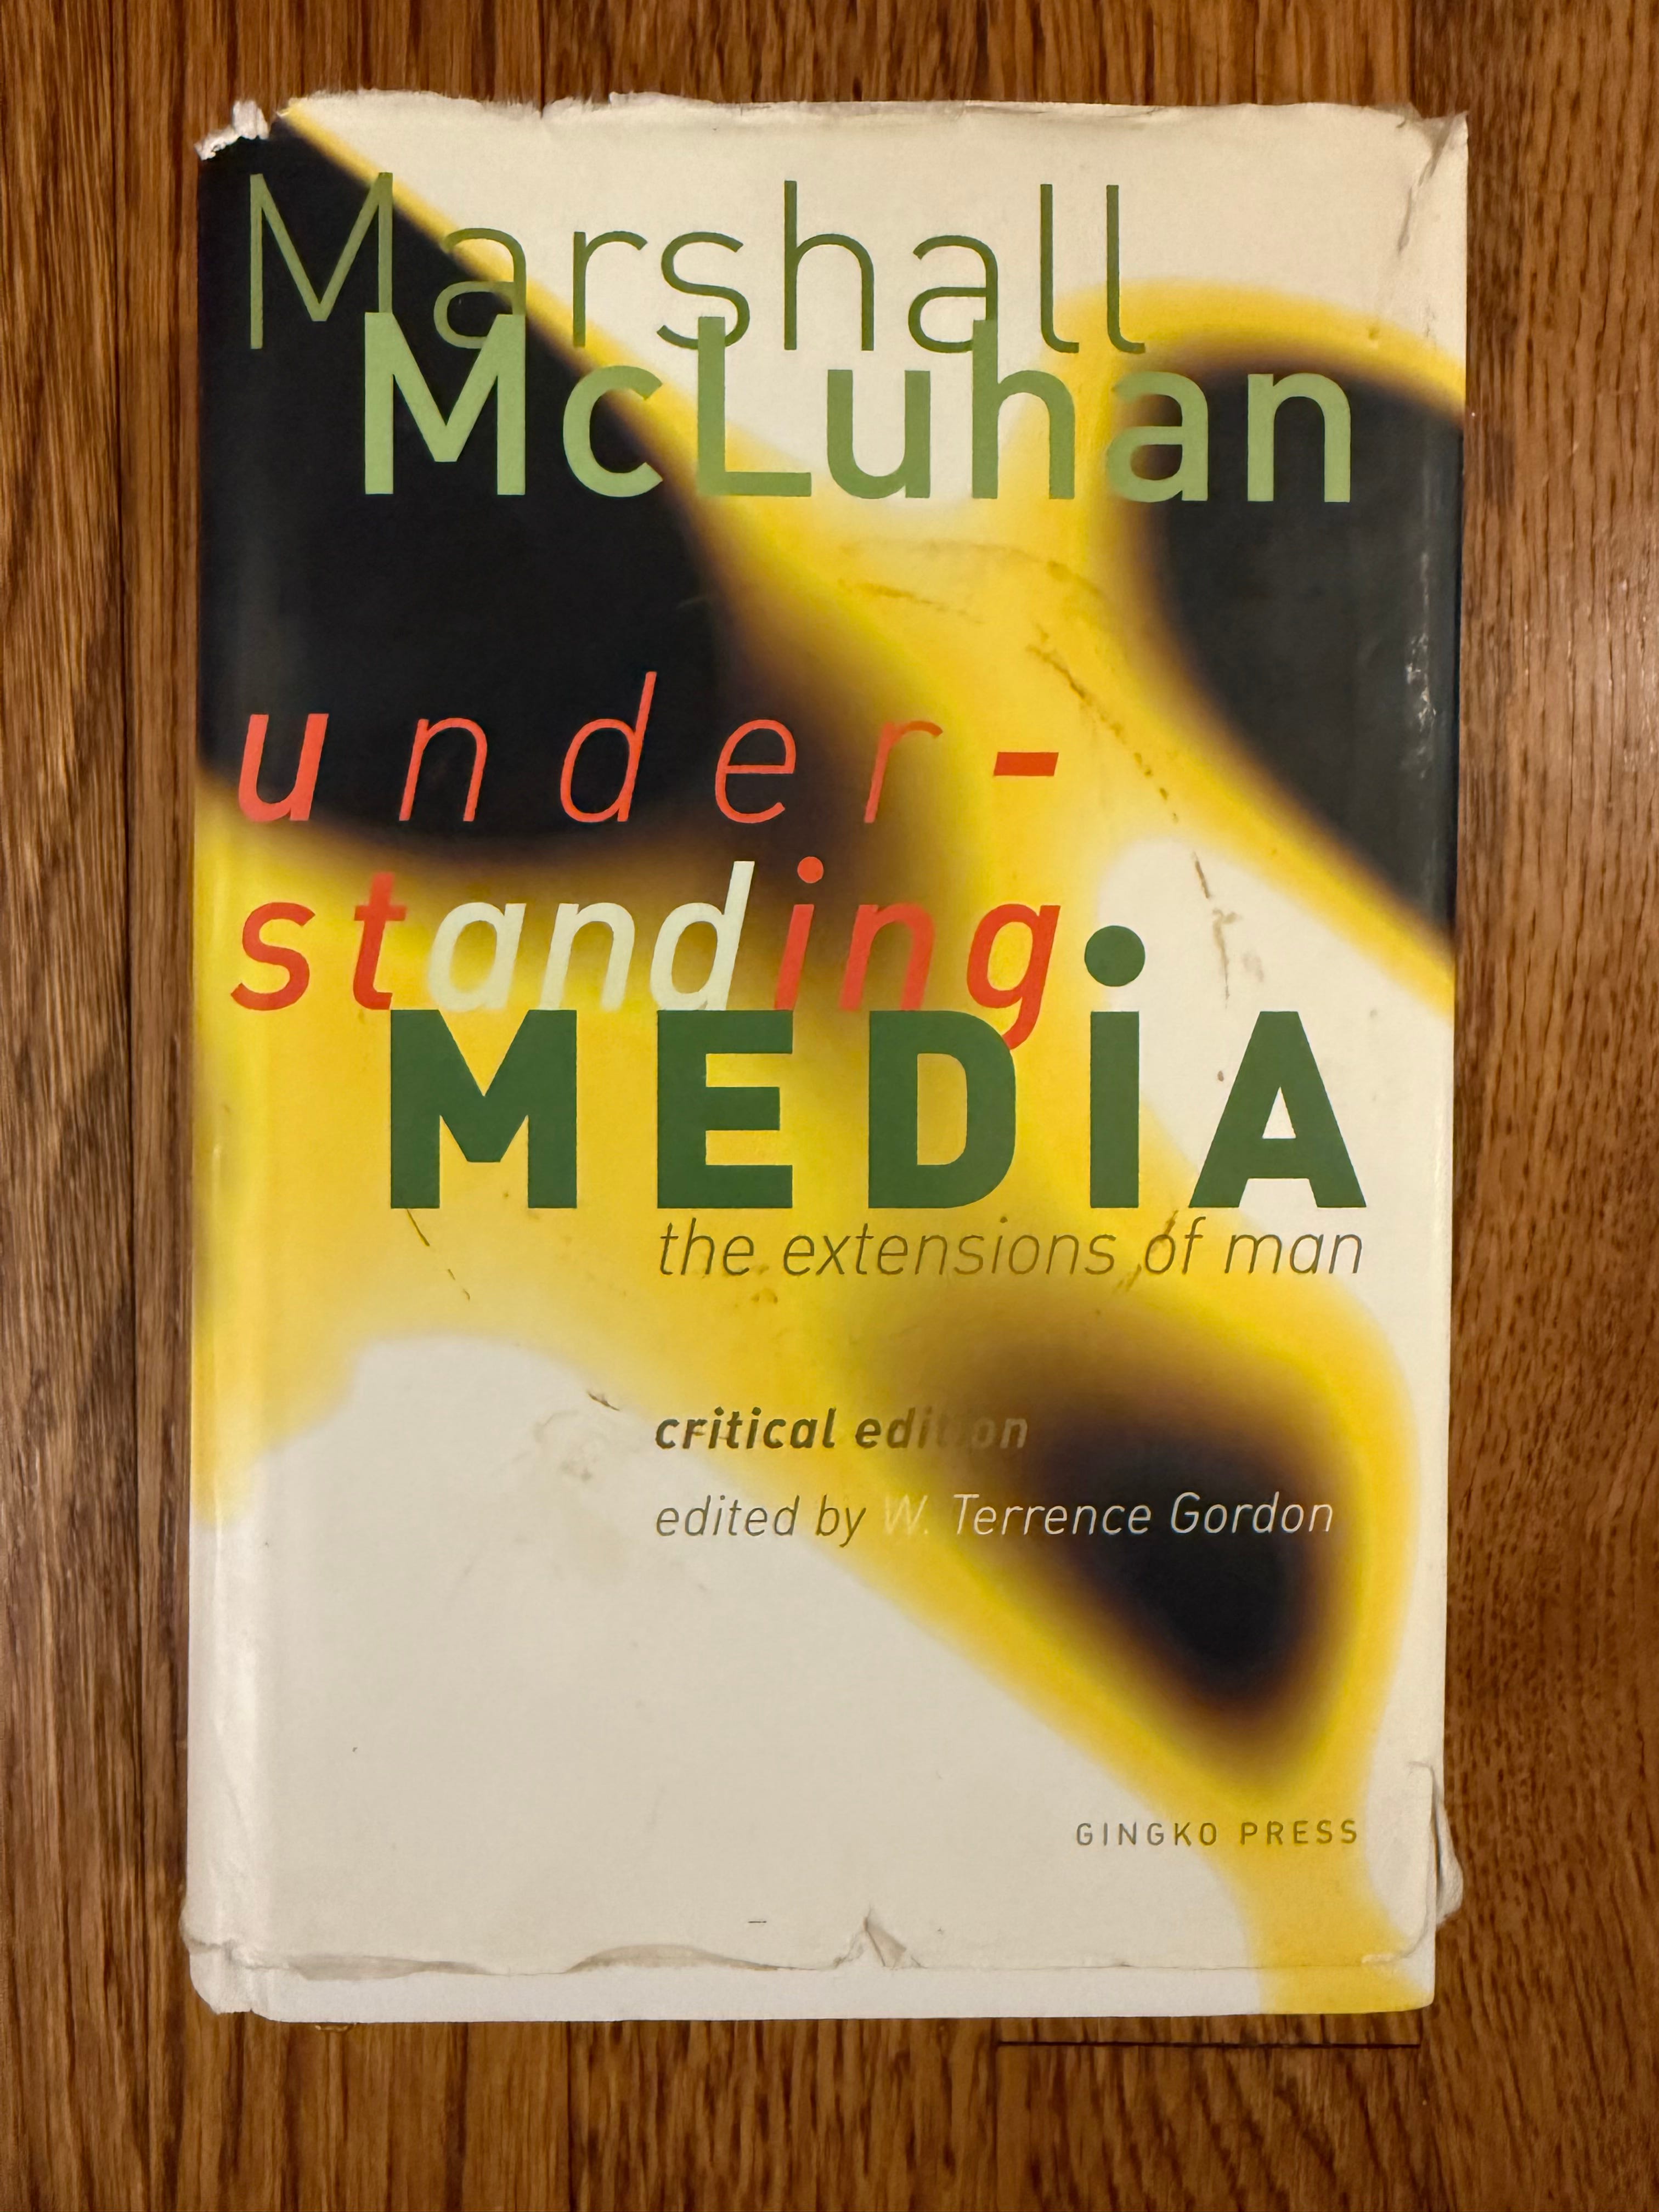 Marshall
McLuhan
under-
standing
MEDiA
the extensions of man
critical edition
edited by W. Terrence Gordon
GINGKO PRESS